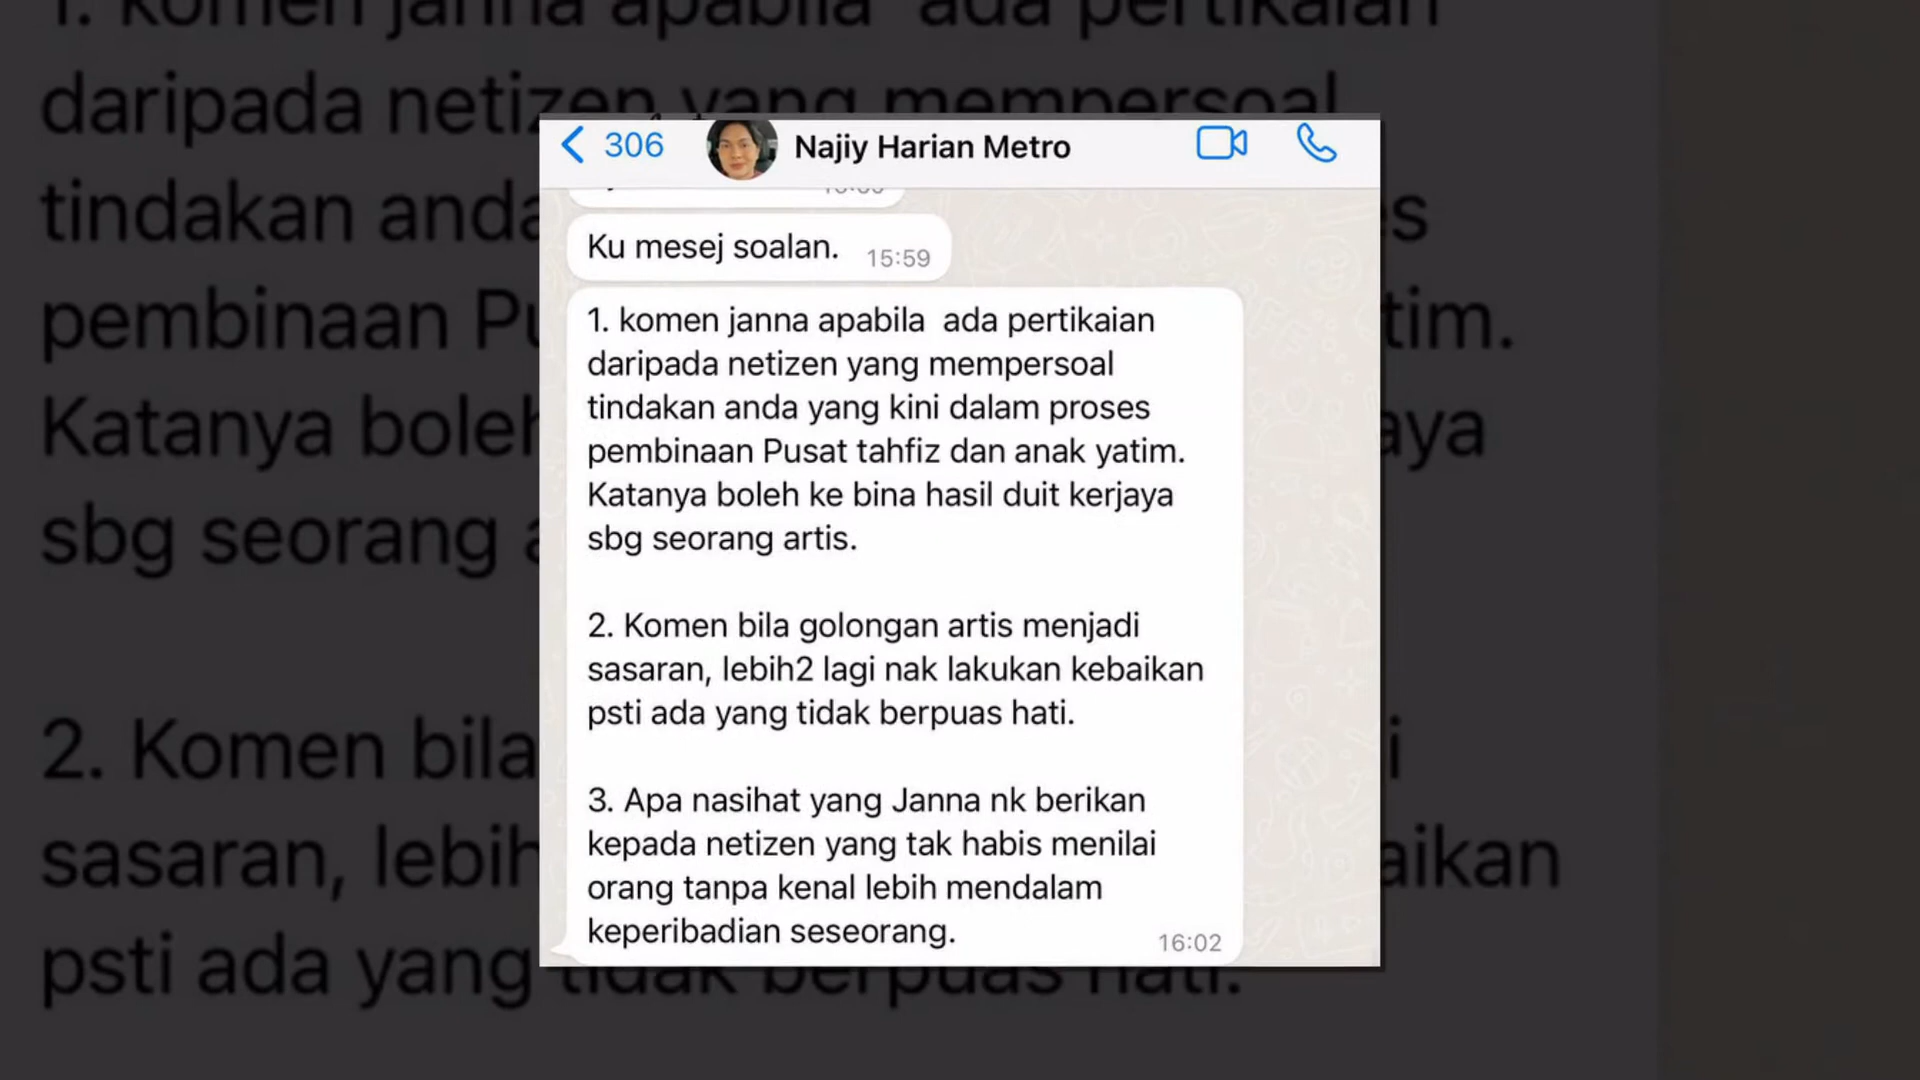 306
Najiy Harian Metro
Ku mesej soalan.
15:59
1. komen janna apabila  ada pertikaian
daripada netizen yang mempersoal
tindakan anda yang kini dalam proses
pembinaan Pusat tahfiz dan anak yatim.
Katanya boleh ke bina hasil duit kerjaya
sbg seorang artis.
2. Komen bila golongan artis menjadi
sasaran, lebih2 lagi nak lakukan kebaikan
psti ada yang tidak berpuas hati.
3. Apa nasihat yang Janna nk berikan
kepada netizen yang tak habis menilai
orang tanpa kenal lebih mendalam
keperibadian seseorang.
16:02